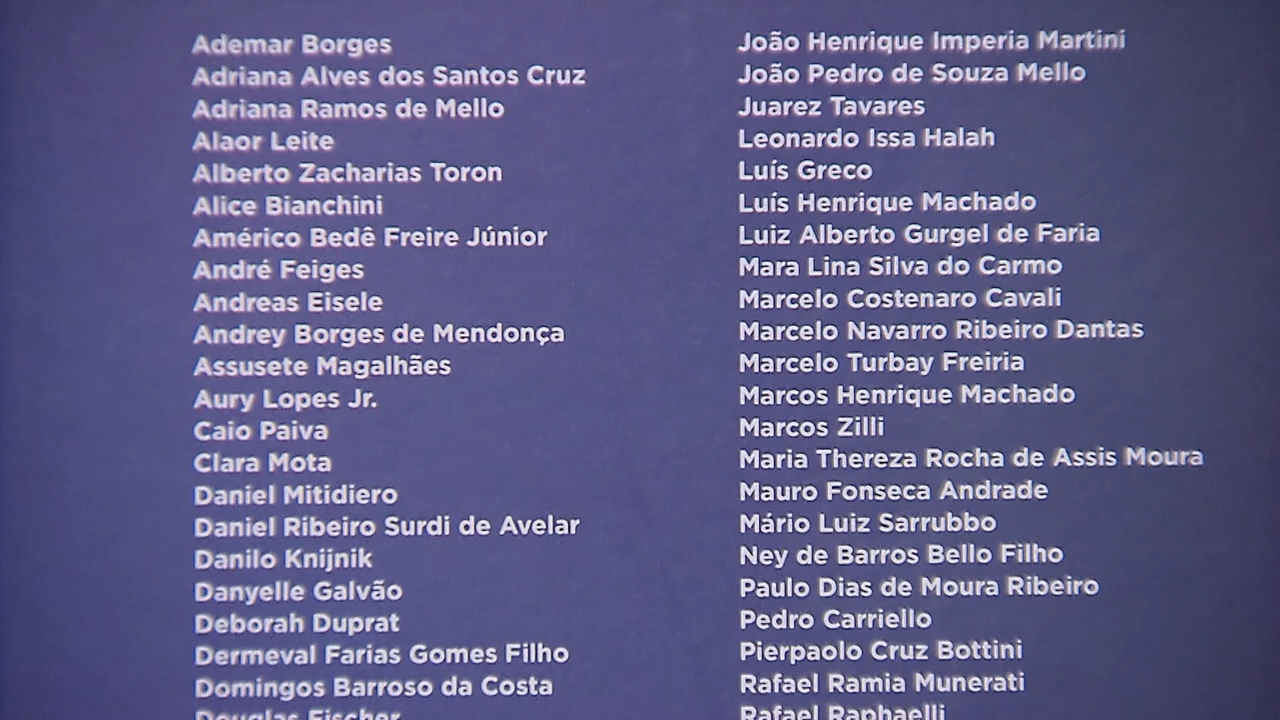 Ademar Borges
Adriana Alves dos Santos Cruz
Adriana Ramos de Mello
Alaor Leite
Alberto Zacharias Toron
Alice Bianchini
Américo Bedê Freire Júnior
André Feiges
Andreas Eisele
Andrey Borges de Mendonça
Assusete Magalhães
Aury Lopes Jr.
Caio Paiva
Clara Mota
Daniel Mitidiero
Daniel Ribeiro Surdi de Avelar
Danilo Knijnik
Danyelle Galvão
Deborah Duprat
Dermeval Farias Gomes Filho
Domingos Barroso da Costa
Douglas Fischer
João Henrique Imperia Martini
João Pedro de Souza Mello
Juarez Tavares
Leonardo Issa Halah
Luís Greco
Luís Henrique Machado
Luiz Alberto Gurgel de Faria
Mara Lina Silva do Carmo
Marcelo Costenaro Cavali
Marcelo Navarro Ribeiro Dantas
Marcelo Turbay Freiria
Marcos Henrique Machado
Marcos Zilli
Maria Thereza Rocha de Assis Moura
Mauro Fonseca Andrade
Mário Luiz Sarrubbo
Ney de Barros Bello Filho
Paulo Dias de Moura Ribeiro
Pedro Carriello
Pierpaolo Cruz Bottini
Rafael Ramia Munerati
Rafael Raphaelli